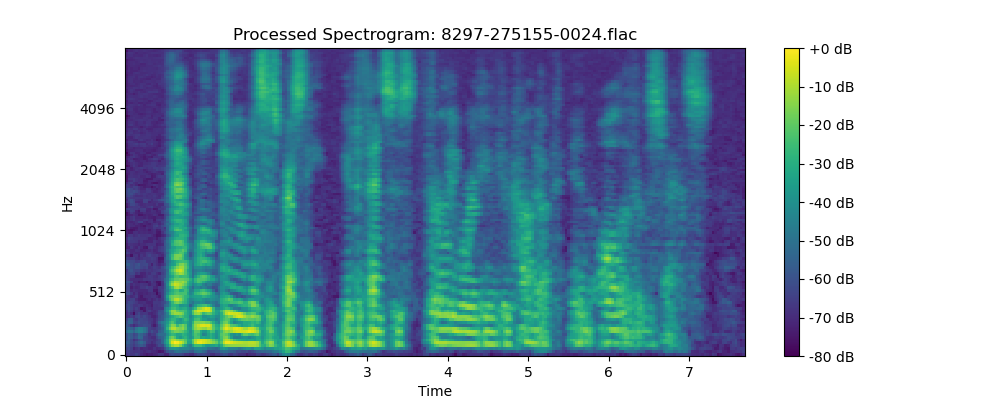 Processed Spectrogram: 8297-275155-0024.flac
Hz
4096
2048
1024
512
0
0 1 2 3 4 5 6 7
Time
+0 dB
-10 dB
-20 dB
-30 dB
-40 dB
-50 dB
-60 dB
-70 dB
-80 dB